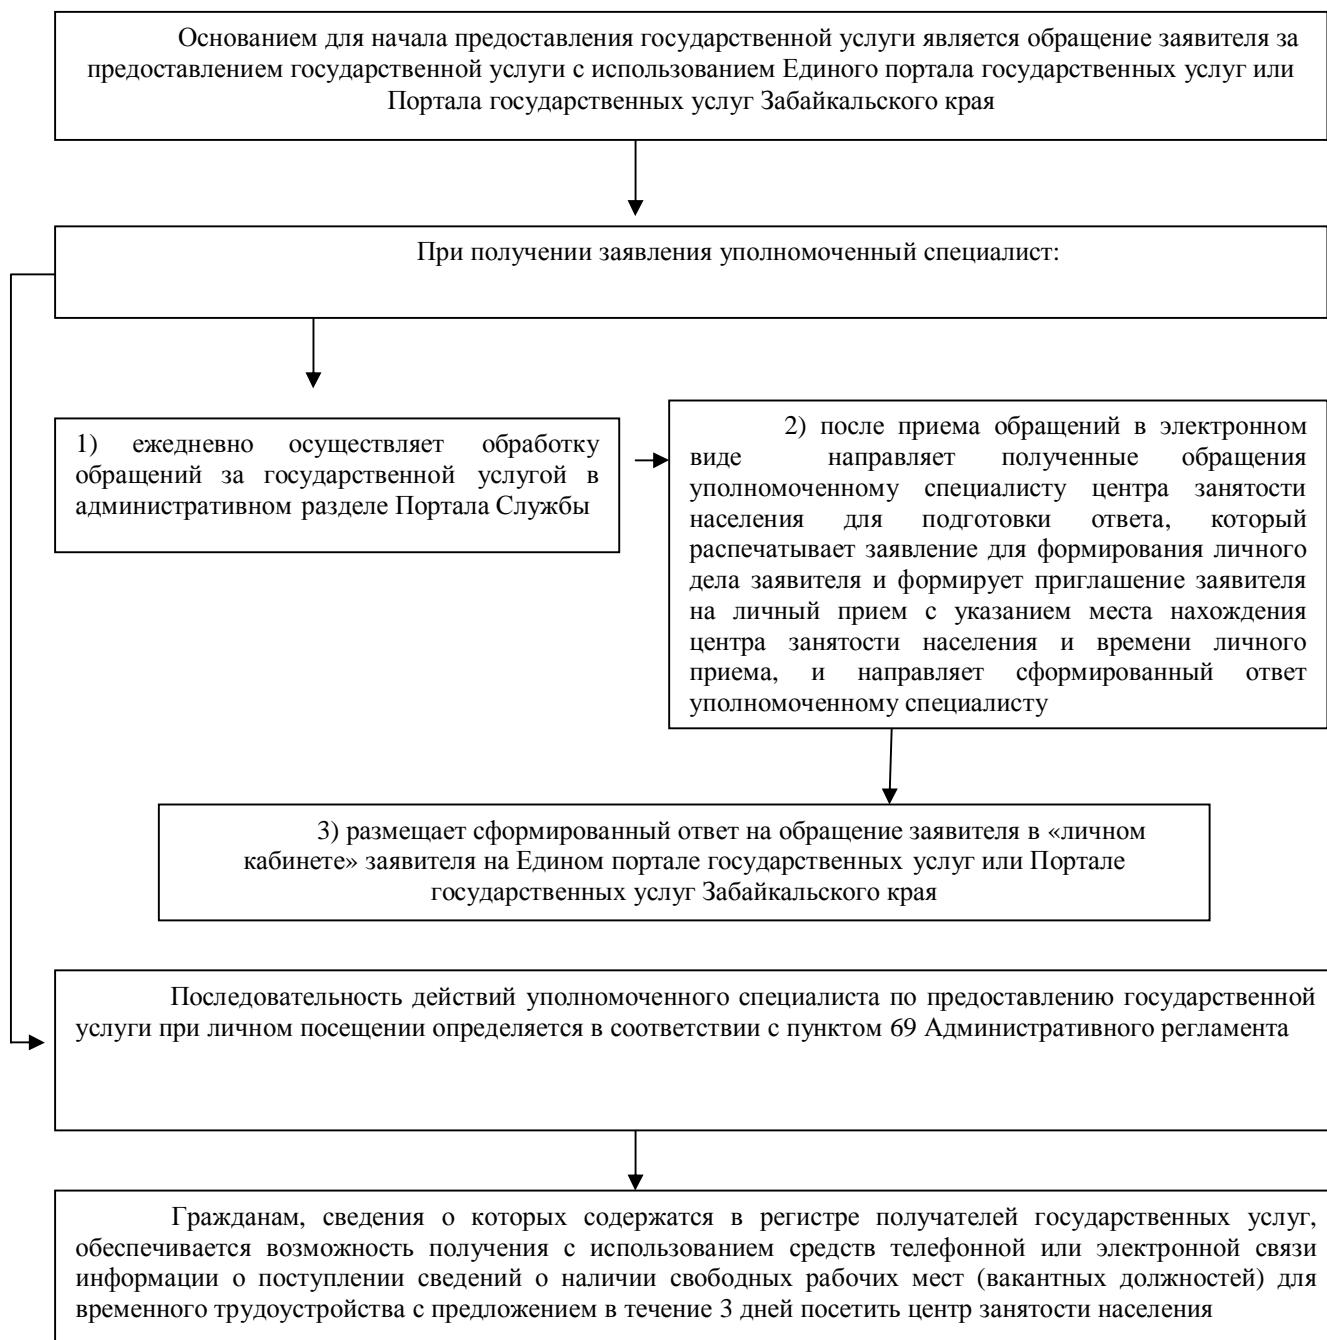 Основанием для начала предоставления государственной услуги является обращение заявителя за
предоставлением государственной услуги с использованием Единого портала государственных услуг или
Портала государственных услуг Забайкальского края
При получении заявления уполномоченный специалист:
1) ежедневно осуществляет обработку
обращений за государственной услугой в
административном разделе Портала Службы
2) после приема обращений в электронном
виде направляет полученные обращения
уполномоченному специалисту центра занятости
населения для подготовки ответа, который
распечатывает заявление для формирования личного
дела заявителя и формирует приглашение заявителя
на личный прием с указанием места нахождения
центра занятости населения и времени личного
приема, и направляет сформированный ответ
уполномоченному специалисту
3) размещает сформированный ответ на обращение заявителя в «личном
кабинете» заявителя на Едином портале государственных услуг или Портале
государственных услуг Забайкальского края
Последовательность действий уполномоченного специалиста по предоставлению государственной
услуги при личном посещении определяется в соответствии с пунктом 69 Административного регламента
Гражданам, сведения о которых содержатся в регистре получателей государственных услуг,
обеспечивается возможность получения с использованием средств телефонной или электронной связи
информации о поступлении сведений о наличии свободных рабочих мест (вакантных должностей) для
временного трудоустройства с предложением в течение 3 дней посетить центр занятости населения